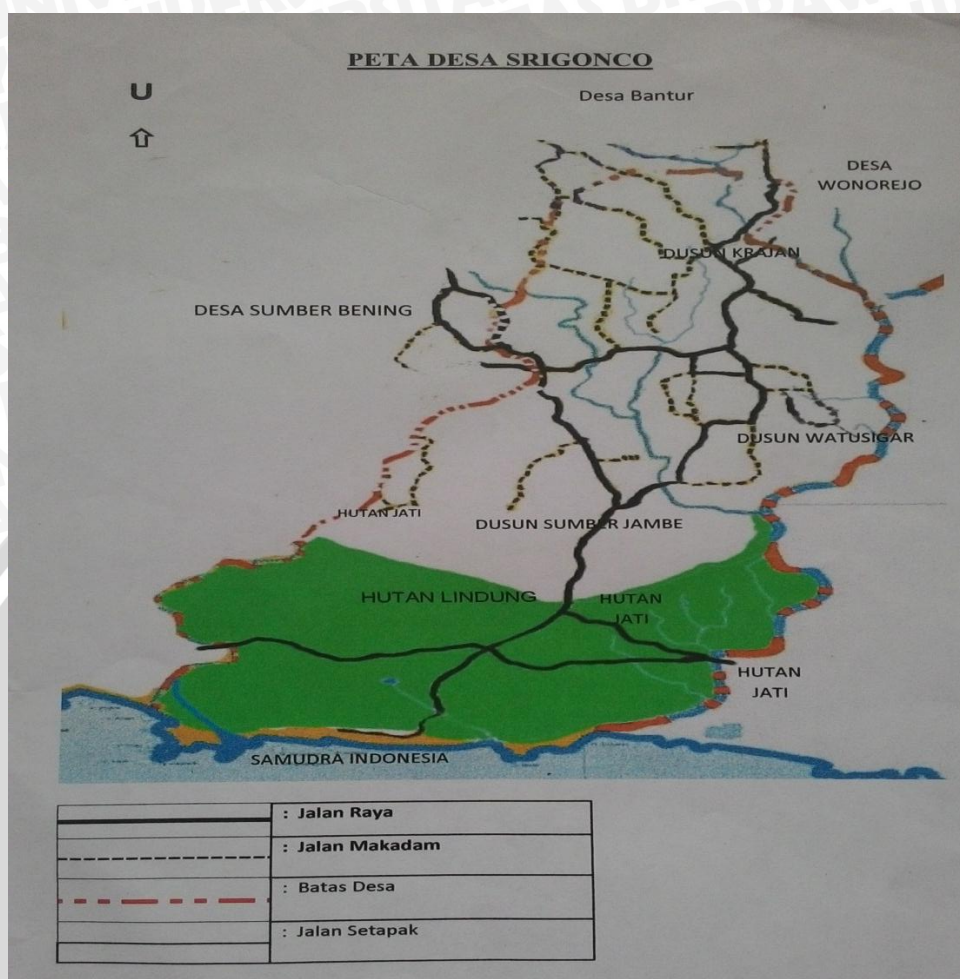 PETA DESA SRIGONCO
U
Desa Bantur
DESA
WONOREJO
DUSUN KRAJAN
DESA SUMBER BENING
DUSUN WATUSIGAR
HUTAN JATI
DUSUN SUMBER JAMBE
HUTAN LINDUNG
HUTAN
JATI
HUTAN
JATI
SAMUDRA INDONESIA
: Jalan Raya
: Jalan Makadam
: Batas Desa
: Jalan Setapak